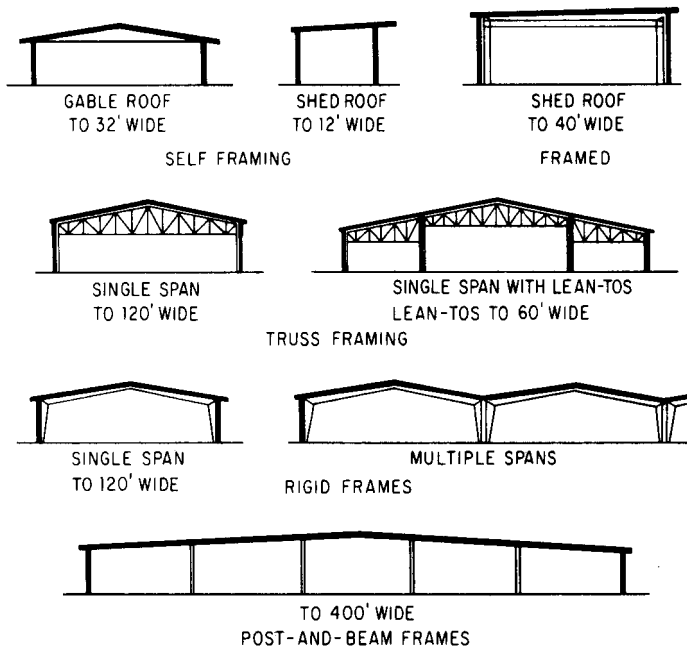 GABLE ROOF
TO 32' WIDE
SHED ROOF
TO 12' WIDE
SHED ROOF
TO 40' WIDE
SELF FRAMING
FRAMED
SINGLE SPAN
TO 120' WIDE
SINGLE SPAN WITH LEAN-TOS
LEAN-TOS TO 60' WIDE
TRUSS FRAMING
SINGLE SPAN
TO 120' WIDE
MULTIPLE SPANS
RIGID FRAMES
TO 400' WIDE
POST-AND-BEAM FRAMES